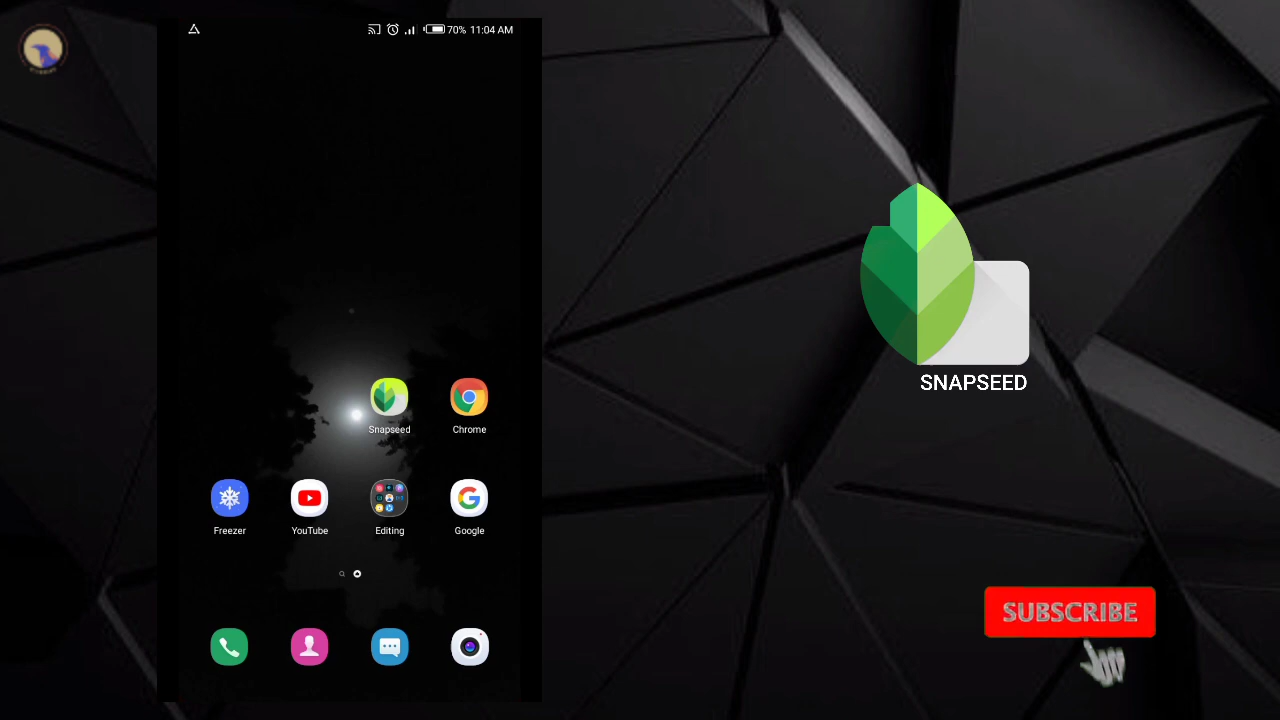 70% 11:04 AM
SNAPSEED
Snapseed Chrome
Freezer YouTube Editing Google
SUBSCRIBE